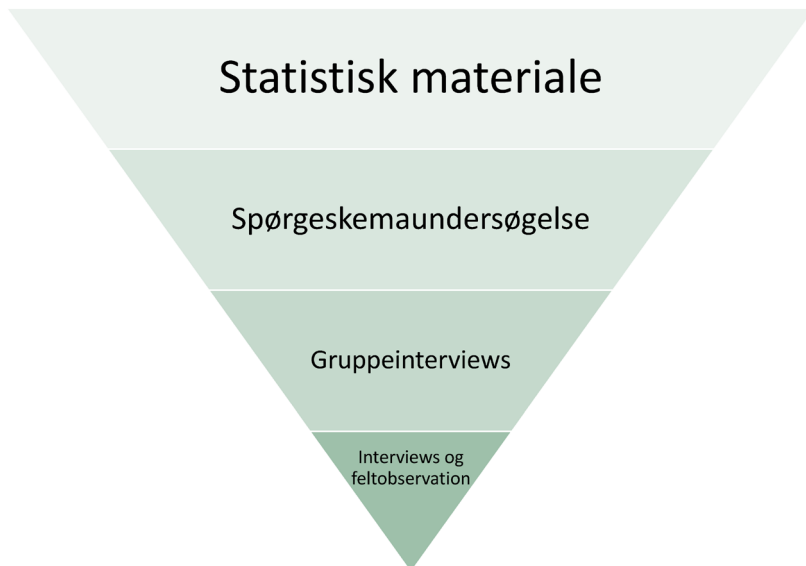 Statistisk materiale
Spørgeskemaundersøgelse
Gruppeinterviews
Interviews og
feltobservation